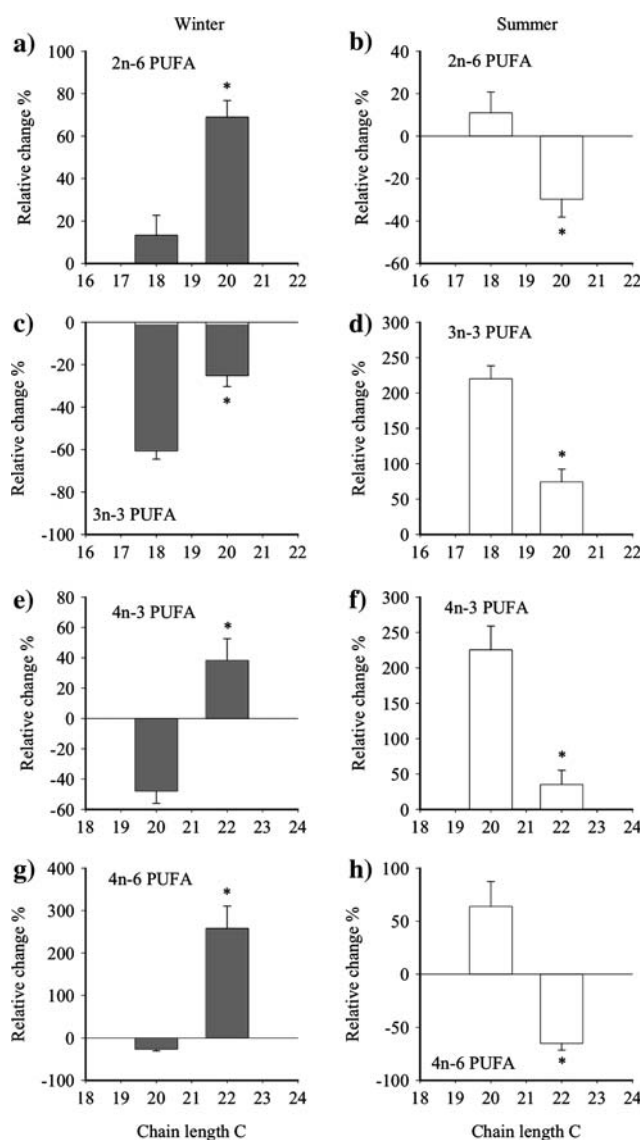 Winter
Summer
a)
2n-6 PUFA
*
Relative change %
100
80
60
40
20
0
16 17 18 19 20 21 22
b)
2n-6 PUFA
*
Relative change %
40
20
0
-20
-40
-60
16 17 18 19 20 21 22
c)
3n-3 PUFA
*
Relative change %
0
-20
-40
-60
-80
-100
16 17 18 19 20 21 22
d)
3n-3 PUFA
*
Relative change %
300
250
200
150
100
50
0
16 17 18 19 20 21 22
e)
4n-3 PUFA
*
Relative change %
80
60
40
20
0
-20
-40
-60
18 19 20 21 22 23 24
f)
4n-3 PUFA
*
Relative change %
300
250
200
150
100
50
0
18 19 20 21 22 23 24
g)
4n-6 PUFA
*
Relative change %
400
300
200
100
0
-100
18 19 20 21 22 23 24
Chain length C
h)
4n-6 PUFA
*
Relative change %
100
50
0
-50
-100
18 19 20 21 22 23 24
Chain length C